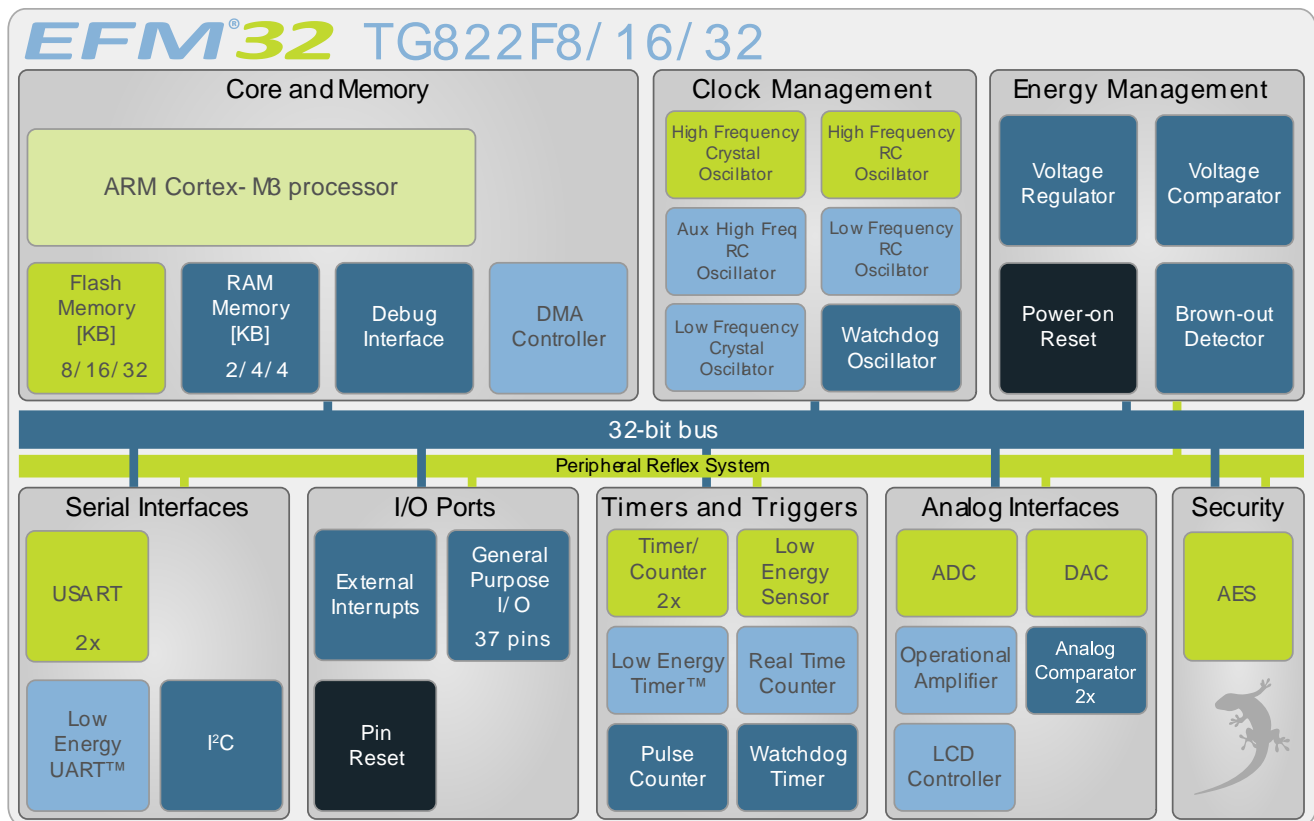 EFM®32 TG822F8/16/32
Core and Memory
ARM Cortex-M3 processor
Flash
Memory
[KB]
8/16/32
RAM
Memory
[KB]
2/4/4
Debug
Interface
DMA
Controller
Clock Management
High Frequency
Crystal
Oscillator
High Frequency
RC
Oscillator
Aux High Freq
RC
Oscillator
Low Frequency
RC
Oscillator
Low Frequency
Crystal
Oscillator
Watchdog
Oscillator
Energy Management
Voltage
Regulator
Voltage
Comparator
Power-on
Reset
Brown-out
Detector
32-bit bus
Peripheral Reflex System
Serial Interfaces
USART
2x
Low
Energy
UART™
I²C
I/O Ports
External
Interrupts
General
Purpose
I/O
37 pins
Pin
Reset
Timers and Triggers
Timer/
Counter
2x
Low
Energy
Sensor
Low Energy
Timer™
Real Time
Counter
Pulse
Counter
Watchdog
Timer
Analog Interfaces
ADC
DAC
Operational
Amplifier
Analog
Comparator
2x
LCD
Controller
Security
AES